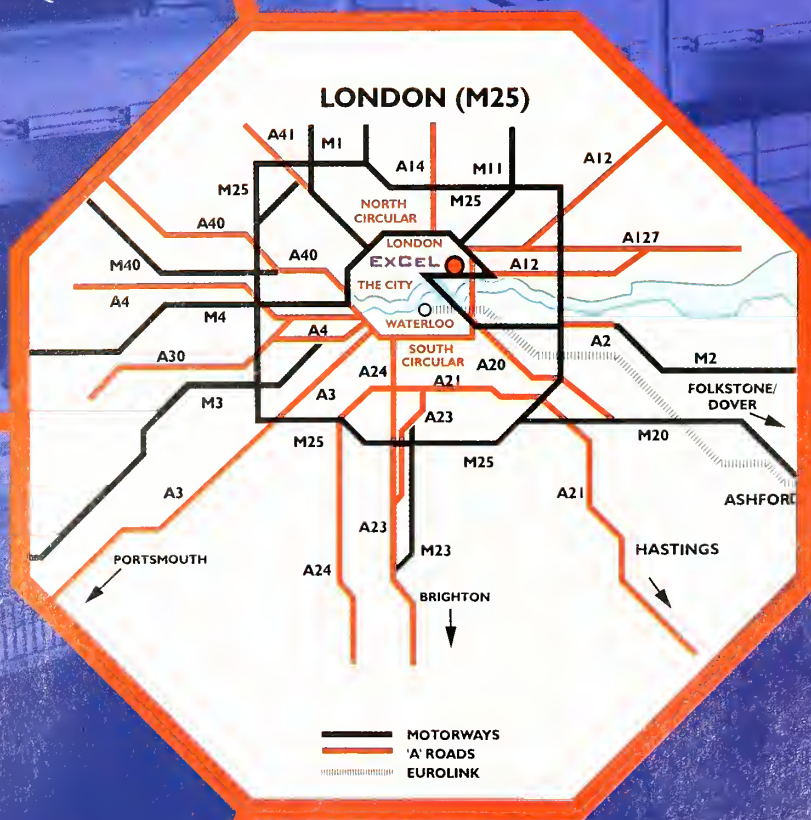 LONDON (M25)
A41
M1
A14
M11
A12
M25
NORTH
CIRCULAR
M25
A40
LONDON
A127
M40
A40
EXCEL
A12
A4
THE CITY
M4
WATERLOO
A4
A2
A30
SOUTH
CIRCULAR
A24
A20
M2
M3
A3
A21
FOLKSTONE/
DOVER
A23
M25
M25
M20
A3
A21
ASHFORD
A23
PORTSMOUTH
M23
HASTINGS
A24
BRIGHTON
MOTORWAYS
'A' ROADS
EUROLINK